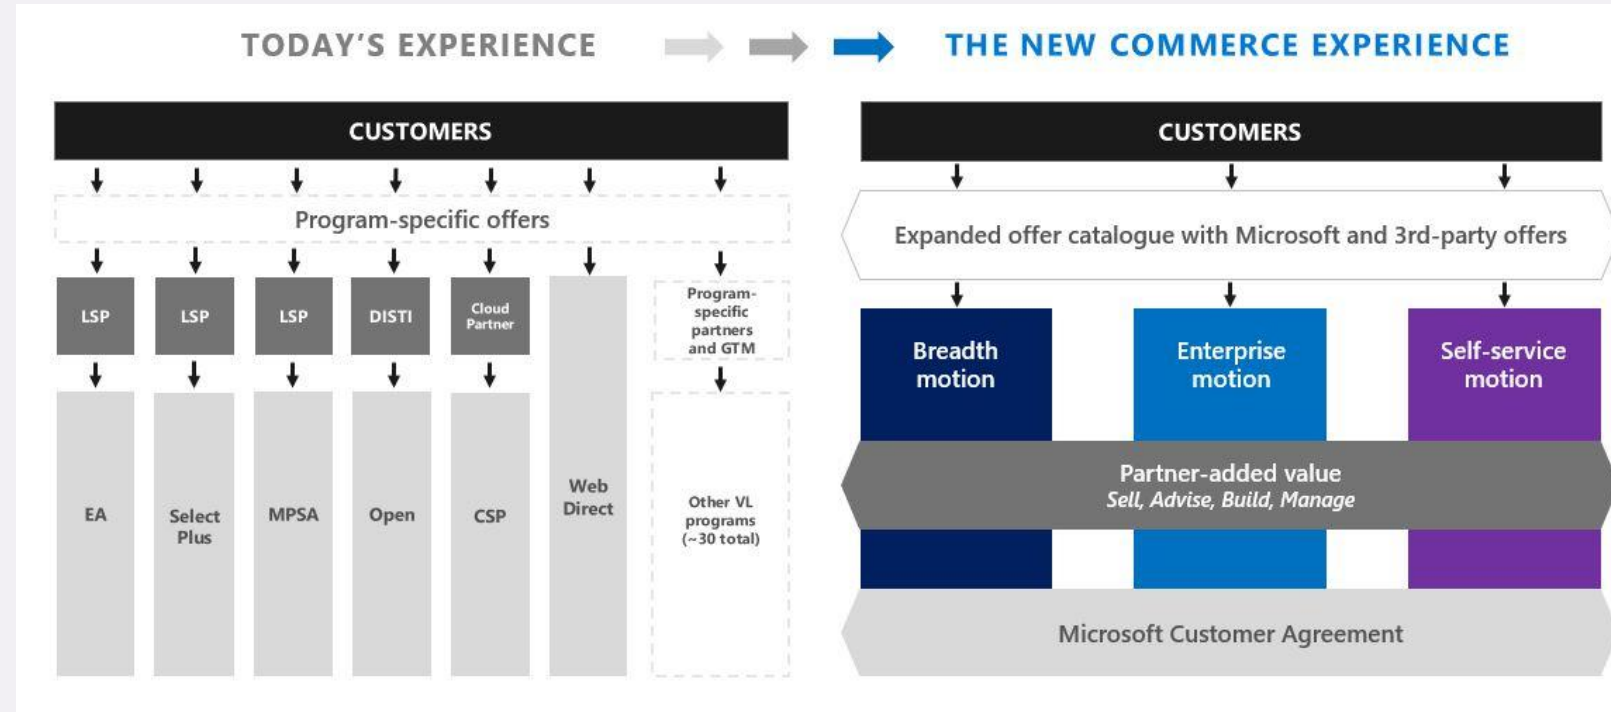 TODAY'S EXPERIENCE
THE NEW COMMERCE EXPERIENCE
CUSTOMERS
Program-specific offers
LSP
LSP
LSP
DISTI
Cloud
Partner
Program-
specific
partners
and GTM
EA
Select
Plus
MPSA
Open
CSP
Web
Direct
Other VL
programs
(~30 total)
CUSTOMERS
Expanded offer catalogue with Microsoft and 3rd-party offers
Breadth
motion
Enterprise
motion
Self-service
motion
Partner-added value
Sell, Advise, Build, Manage
Microsoft Customer Agreement